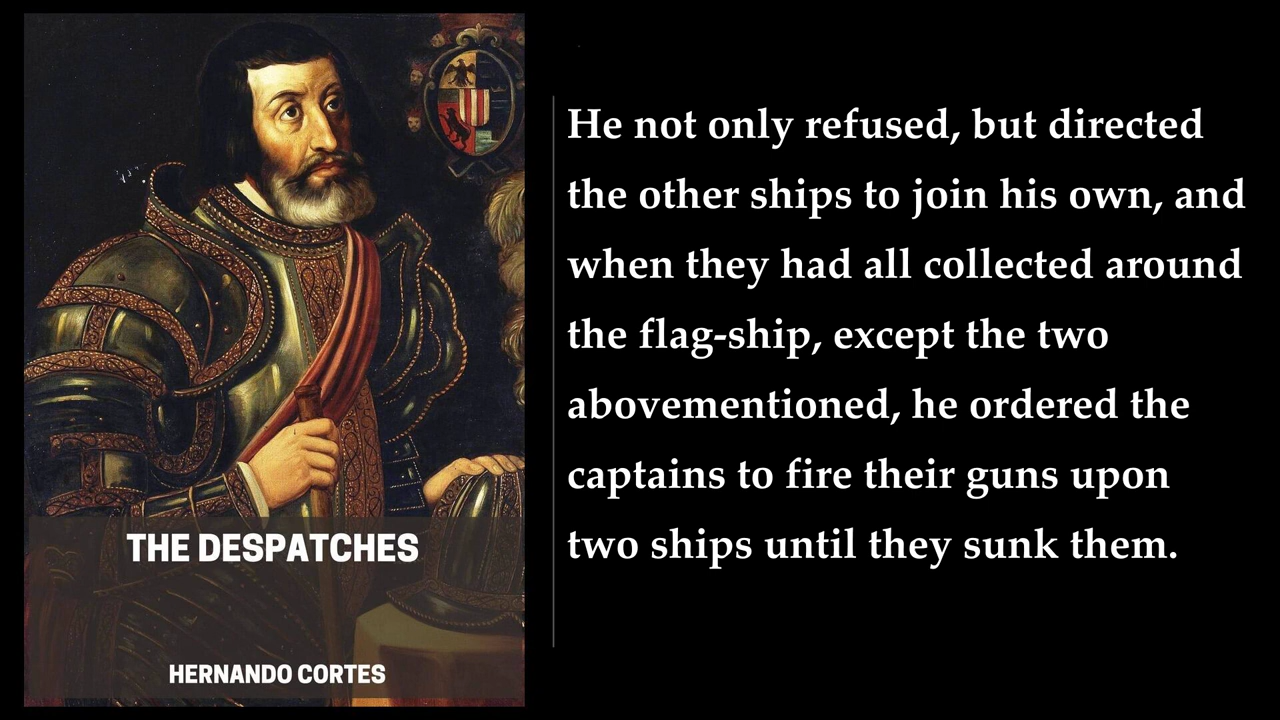 THE DESPATCHES
HERNANDO CORTES
He not only refused, but directed
the other ships to join his own, and
when they had all collected around
the flag-ship, except the two
abovementioned, he ordered the
captains to fire their guns upon
two ships until they sunk them.